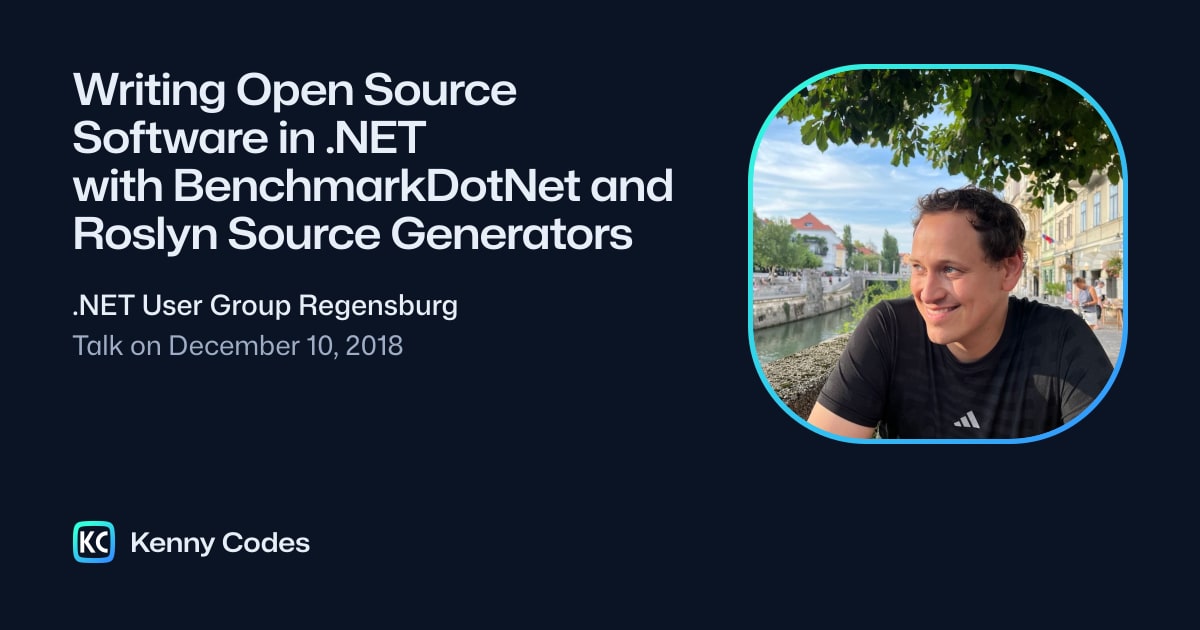 Writing Open Source
Software in .NET
with BenchmarkDotNet and
Roslyn Source Generators
.NET User Group Regensburg
Talk on December 10, 2018
KC
Kenny Codes